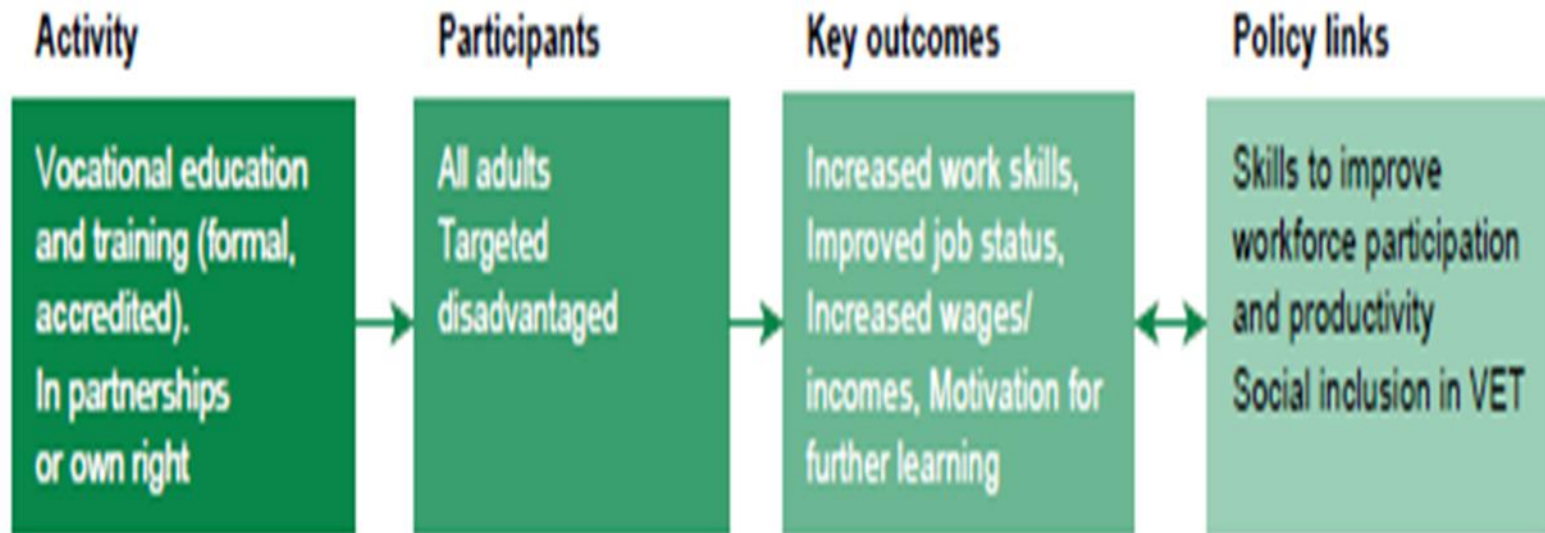 Activity
Vocational education
and training (formal,
accredited).
In partnerships
or own right
Participants
All adults
Targeted
disadvantaged
Key outcomes
Increased work skills,
Improved job status,
Increased wages/
incomes, Motivation for
further learning
Policy links
Skills to improve
workforce participation
and productivity
Social inclusion in VET